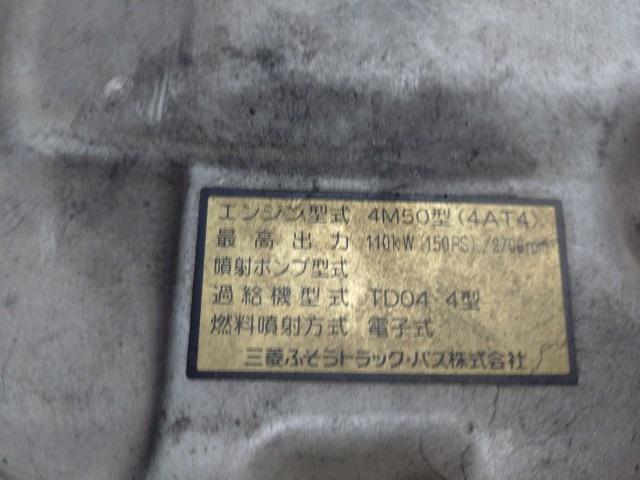 エンジン型式 4M50型(4AT4)
最高出力 110kW(150PS)/2700rpm
噴射ポンプ型式
過給機型式 TD04 4型
燃料噴射方式 電子式
三菱ふそうトラック・バス株式会社